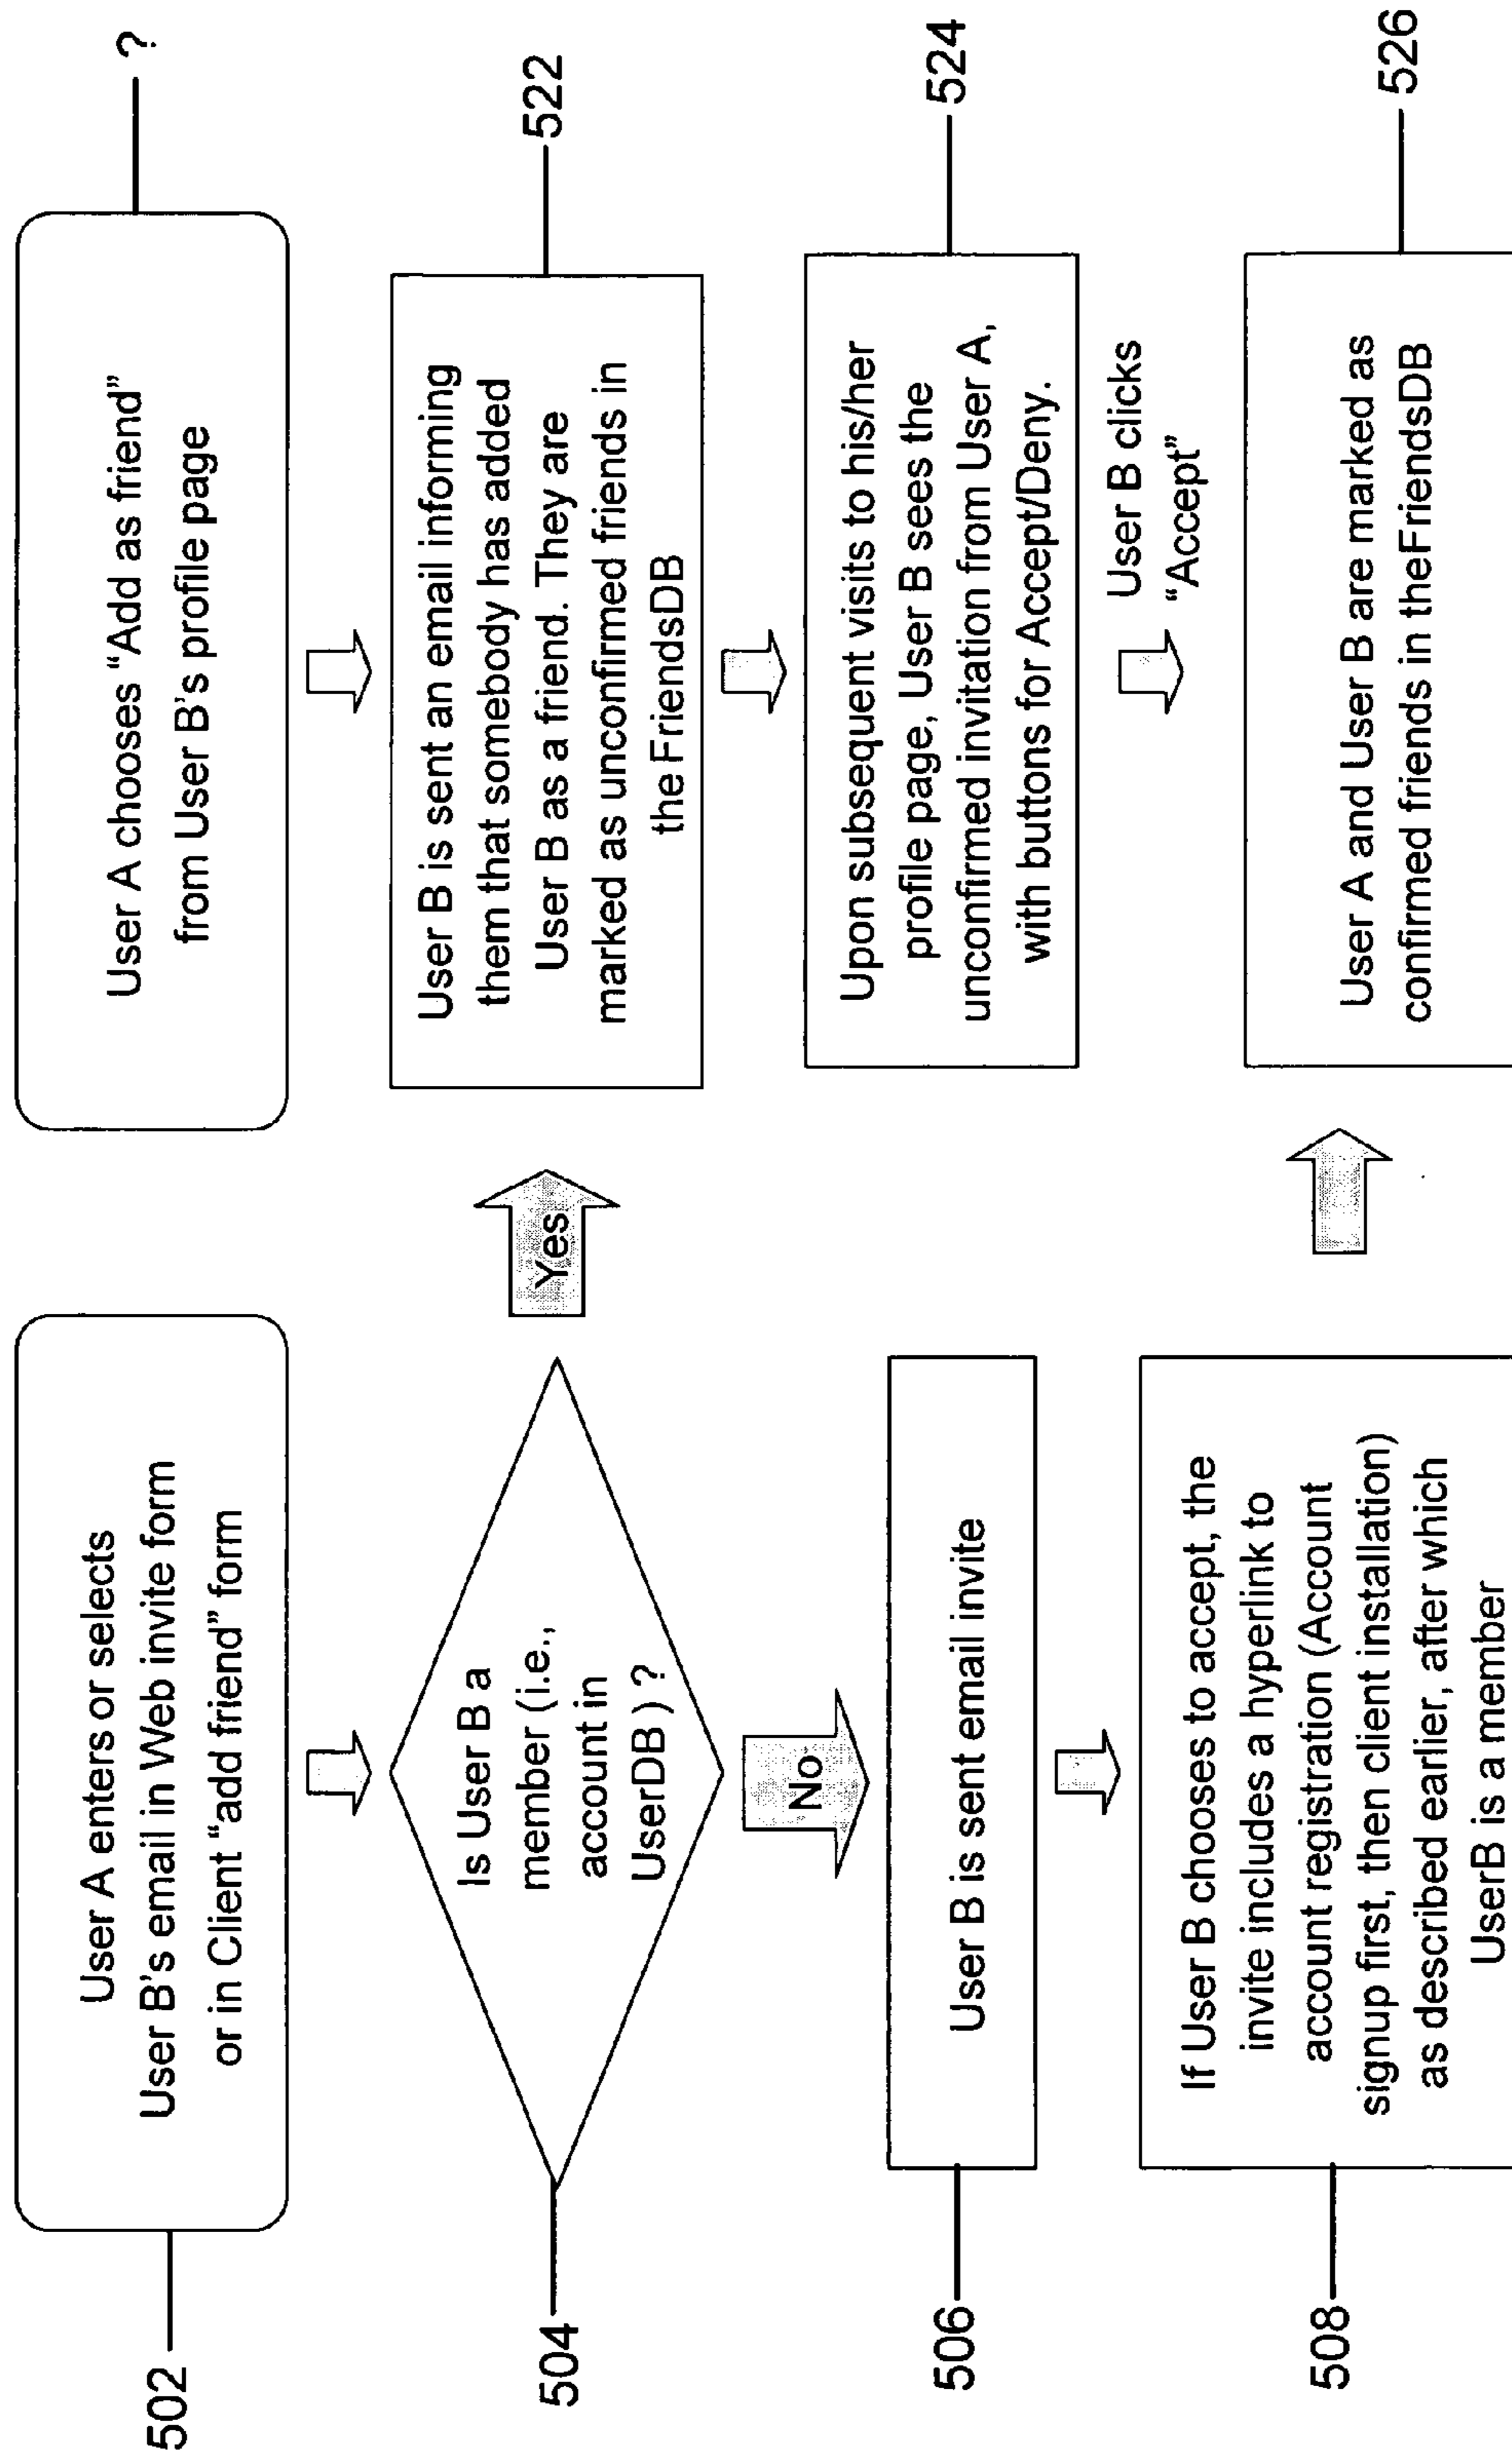 502
User A enters or selects
User B's email in Web invite form
or in Client "add friend" form
504
Is User B a
member (i.e.,
account in
UserDB) ?
Yes
No
506
User B is sent email invite
508
If User B chooses to accept, the
invite includes a hyperlink to
account registration (Account
signup first, then client installation)
as described earlier, after which
UserB is a member
?
User A chooses "Add as friend"
from User B's profile page
522
User B is sent an email informing
them that somebody has added
User B as a friend. They are
marked as unconfirmed friends in
the FriendsDB
524
Upon subsequent visits to his/her
profile page, User B sees the
unconfirmed invitation from User A,
with buttons for Accept/Deny.
User B clicks
"Accept"
526
User A and User B are marked as
confirmed friends in theFriendsDB